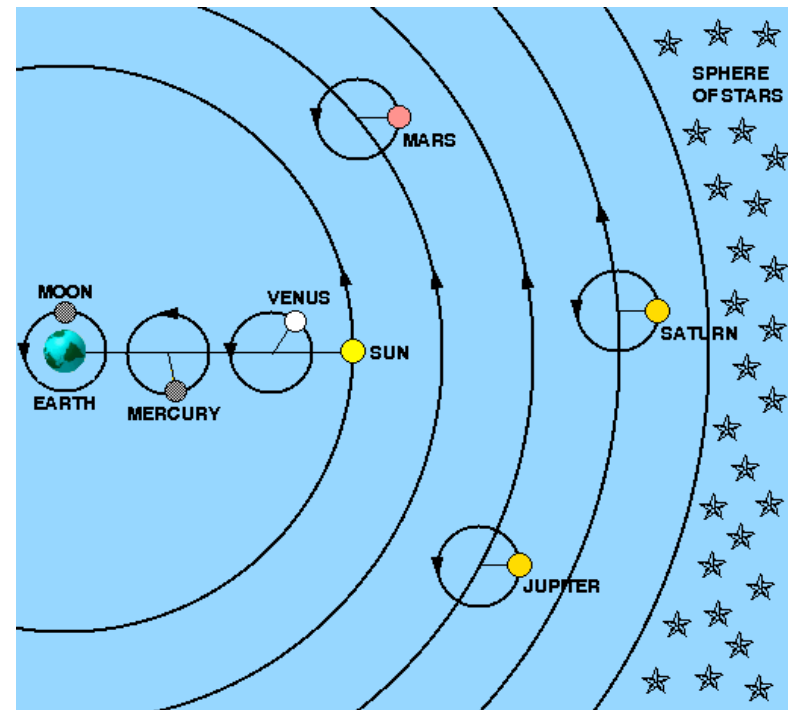 SPHERE
OF STARS
MARS
MOON
VENUS
SATURN
SUN
EARTH
MERCURY
JUPITER